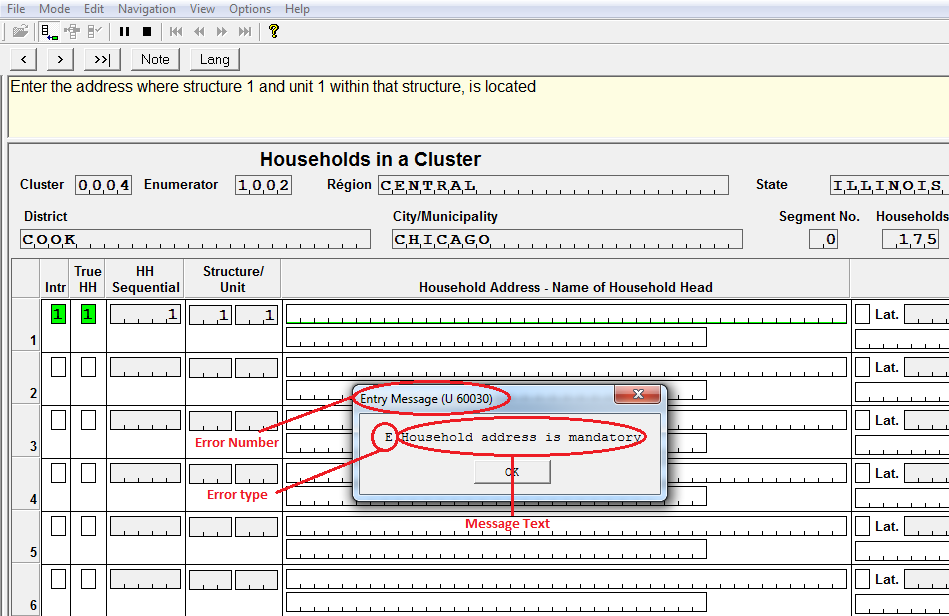 File Mode Edit Navigation View Options Help
< > >>| Note Lang
Enter the address where structure 1 and unit 1 within that structure, is located
Households in a Cluster
Cluster 0004 Enumerator 1002 Région CENTRAL State ILLINOIS
District City/Municipality Segment No. Households
COOK CHICAGO 0 175
True HH Structure/
Intr HH Sequential Unit Household Address - Name of Household Head
1 1 1 1 1 Lat.
1
Lat.
2
Entry Message (U 60030)
Lat.
E Household address is mandatory
Error Number
3
OK
Lat.
Error type
4
Message Text
Lat.
5
Lat.
6